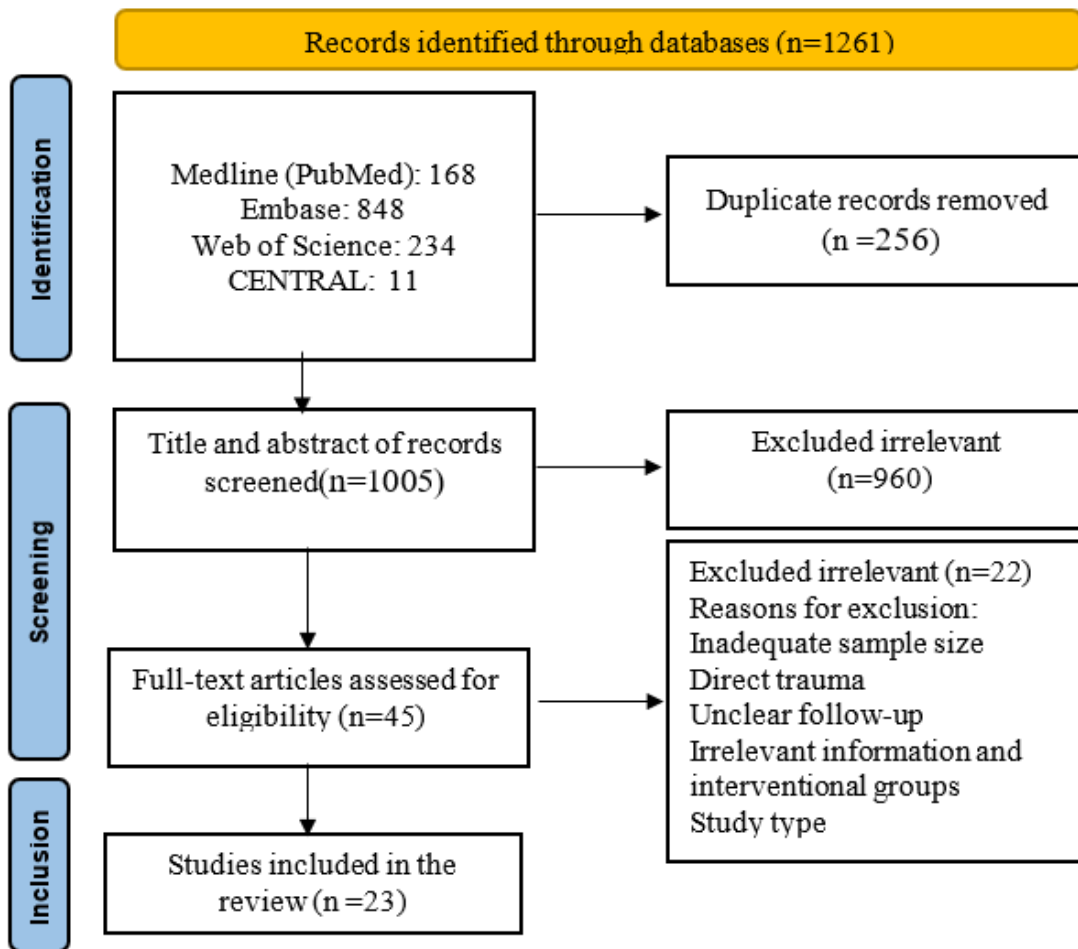 Records identified through databases (n=1261)
Identification
Medline (PubMed): 168
Embase: 848
Web of Science: 234
CENTRAL:  11
Duplicate records removed
(n =256)
Screening
Title and abstract of records
screened(n=1005)
Excluded irrelevant
(n=960)
Full-text articles assessed for
eligibility (n=45)
Excluded irrelevant (n=22)
Reasons for exclusion:
Inadequate sample size
Direct trauma
Unclear follow-up
Irrelevant information and
interventional groups
Study type
Inclusion
Studies included in the
review (n =23)